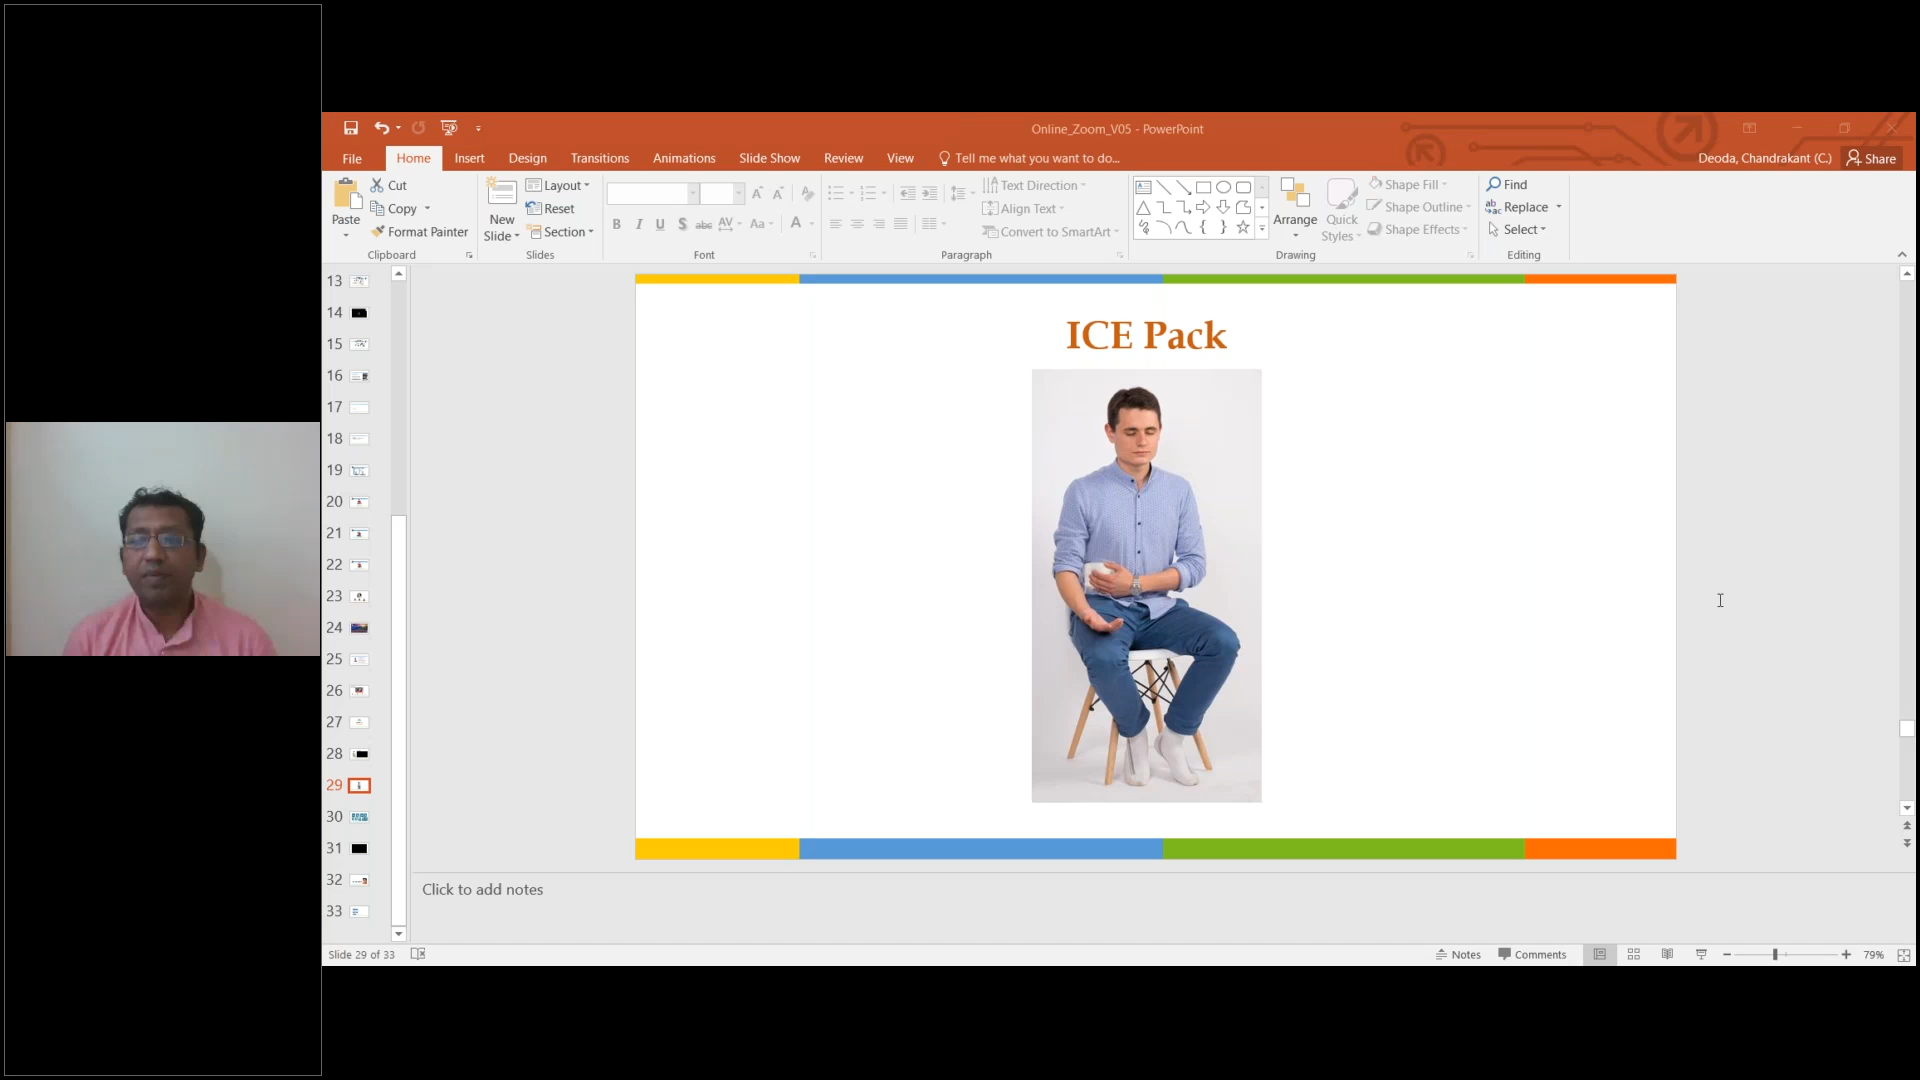 Online_Zoom_V05 - PowerPoint
File Home Insert Design Transitions Animations Slide Show Review View Tell me what you want to do... Deoda, Chandrakant (C.) Share
Paste
Cut
Copy
Format Painter
Clipboard
New Slide
Layout
Reset
Section
Slides
B I U S abc AV Aa A
Font
Text Direction
Align Text
Convert to SmartArt
Paragraph
Arrange
Quick Styles
Shape Fill
Shape Outline
Shape Effects
Drawing
Find
Replace
Select
Editing
13
14
15
16
17
18
19
20
21
22
23
24
25
26
27
28
29
30
31
32
33
ICE Pack
Click to add notes
Slide 29 of 33
Notes Comments 79%